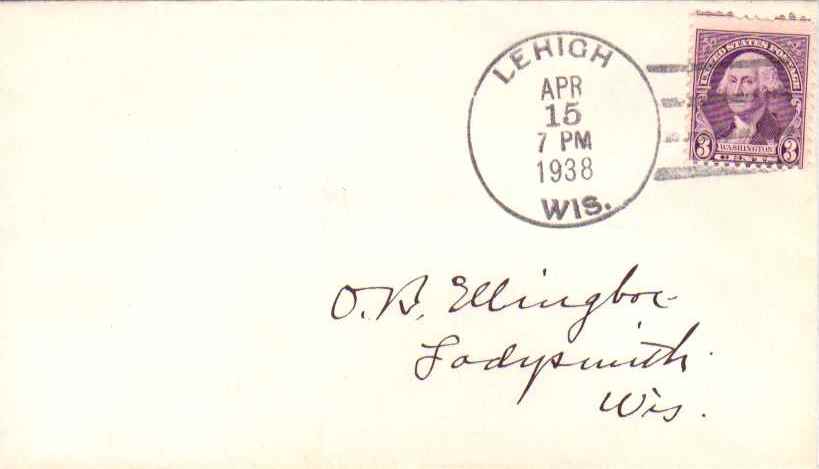 LEHIGH
APR
15
7 PM
1938
WIS.
UNITED STATES POSTAGE
WASHINGTON
3 CENTS 3
O.B. Ellingboe
Ladysmith
Wis.